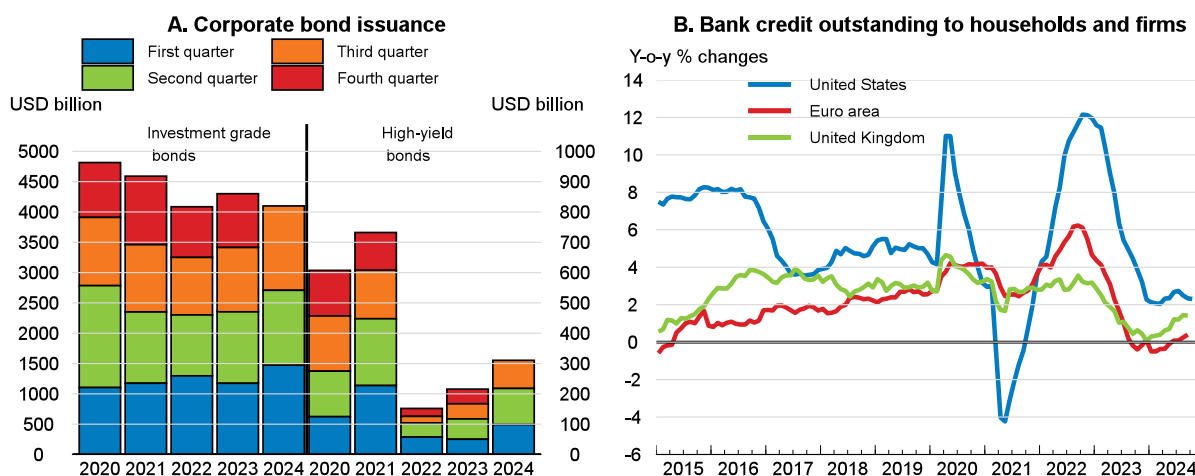 A. Corporate bond issuance
First quarter
Third quarter
Second quarter
Fourth quarter
USD billion
USD billion
Investment grade
bonds
High-yield
bonds
5000
4500
4000
3500
3000
2500
2000
1500
1000
500
0
1000
900
800
700
600
500
400
300
200
100
0
2020 2021 2022 2023 2024 2020 2021 2022 2023 2024
B. Bank credit outstanding to households and firms
Y-o-y % changes
United States
Euro area
United Kingdom
14
12
10
8
6
4
2
0
-2
-4
-6
2015 2016 2017 2018 2019 2020 2021 2022 2023 2024